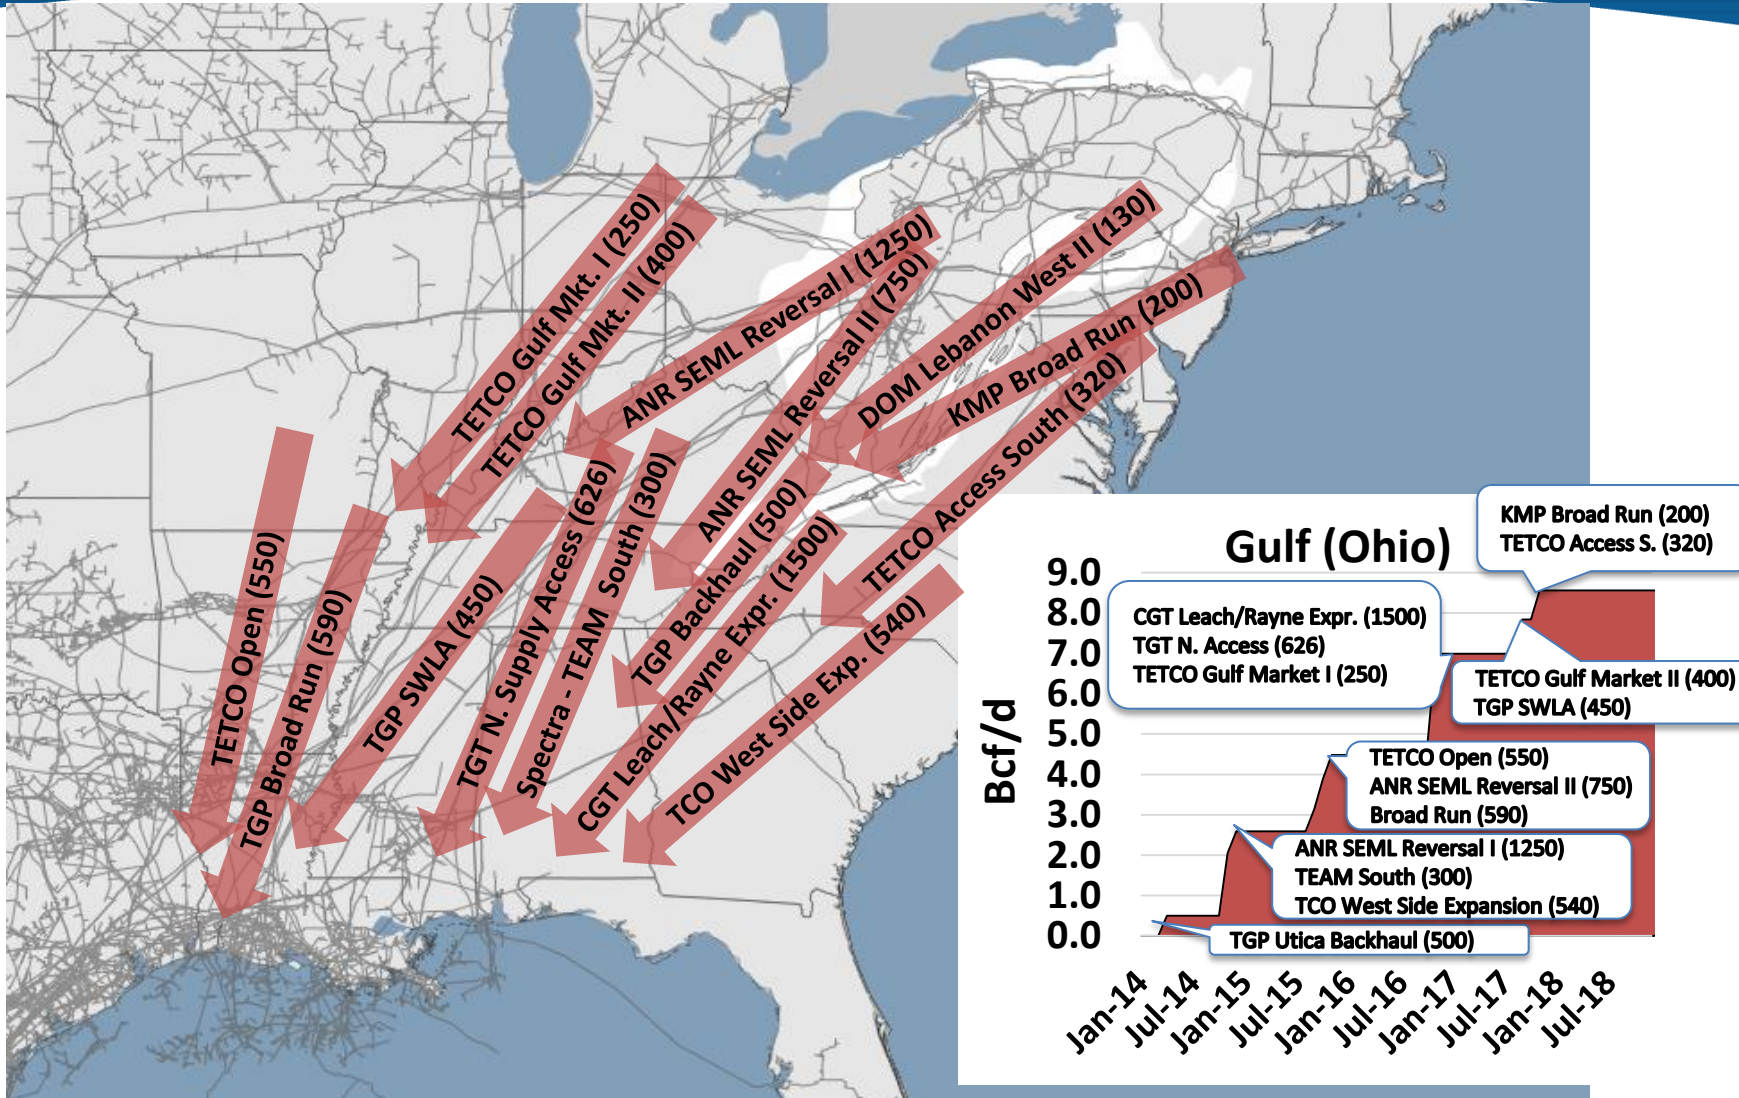 TETCO Gulf Mkt. I (250)
TETCO Gulf Mkt. II (400)
ANR SEML Reversal I (1250)
ANR SEML Reversal II (750)
DOM Lebanon West II (130)
KMP Broad Run (200)
TETCO Access South (320)
TETCO Open (550)
TGP Broad Run (590)
TGP SWLA (450)
TGT N. Supply Access (626)
Spectra - TEAM South (300)
TGP Backhaul (500)
CGT Leach/Rayne Expr. (1500)
TCO West Side Exp. (540)
Gulf (Ohio)
KMP Broad Run (200)
TETCO Access S. (320)
CGT Leach/Rayne Expr. (1500)
TGT N. Access (626)
TETCO Gulf Market I (250)
TETCO Gulf Market II (400)
TGP SWLA (450)
TETCO Open (550)
ANR SEML Reversal II (750)
Broad Run (590)
ANR SEML Reversal I (1250)
TEAM South (300)
TCO West Side Expansion (540)
TGP Utica Backhaul (500)
Bcf/d
9.0
8.0
7.0
6.0
5.0
4.0
3.0
2.0
1.0
0.0
Jan-14
Jul-14
Jan-15
Jul-15
Jan-16
Jul-16
Jan-17
Jul-17
Jan-18
Jul-18